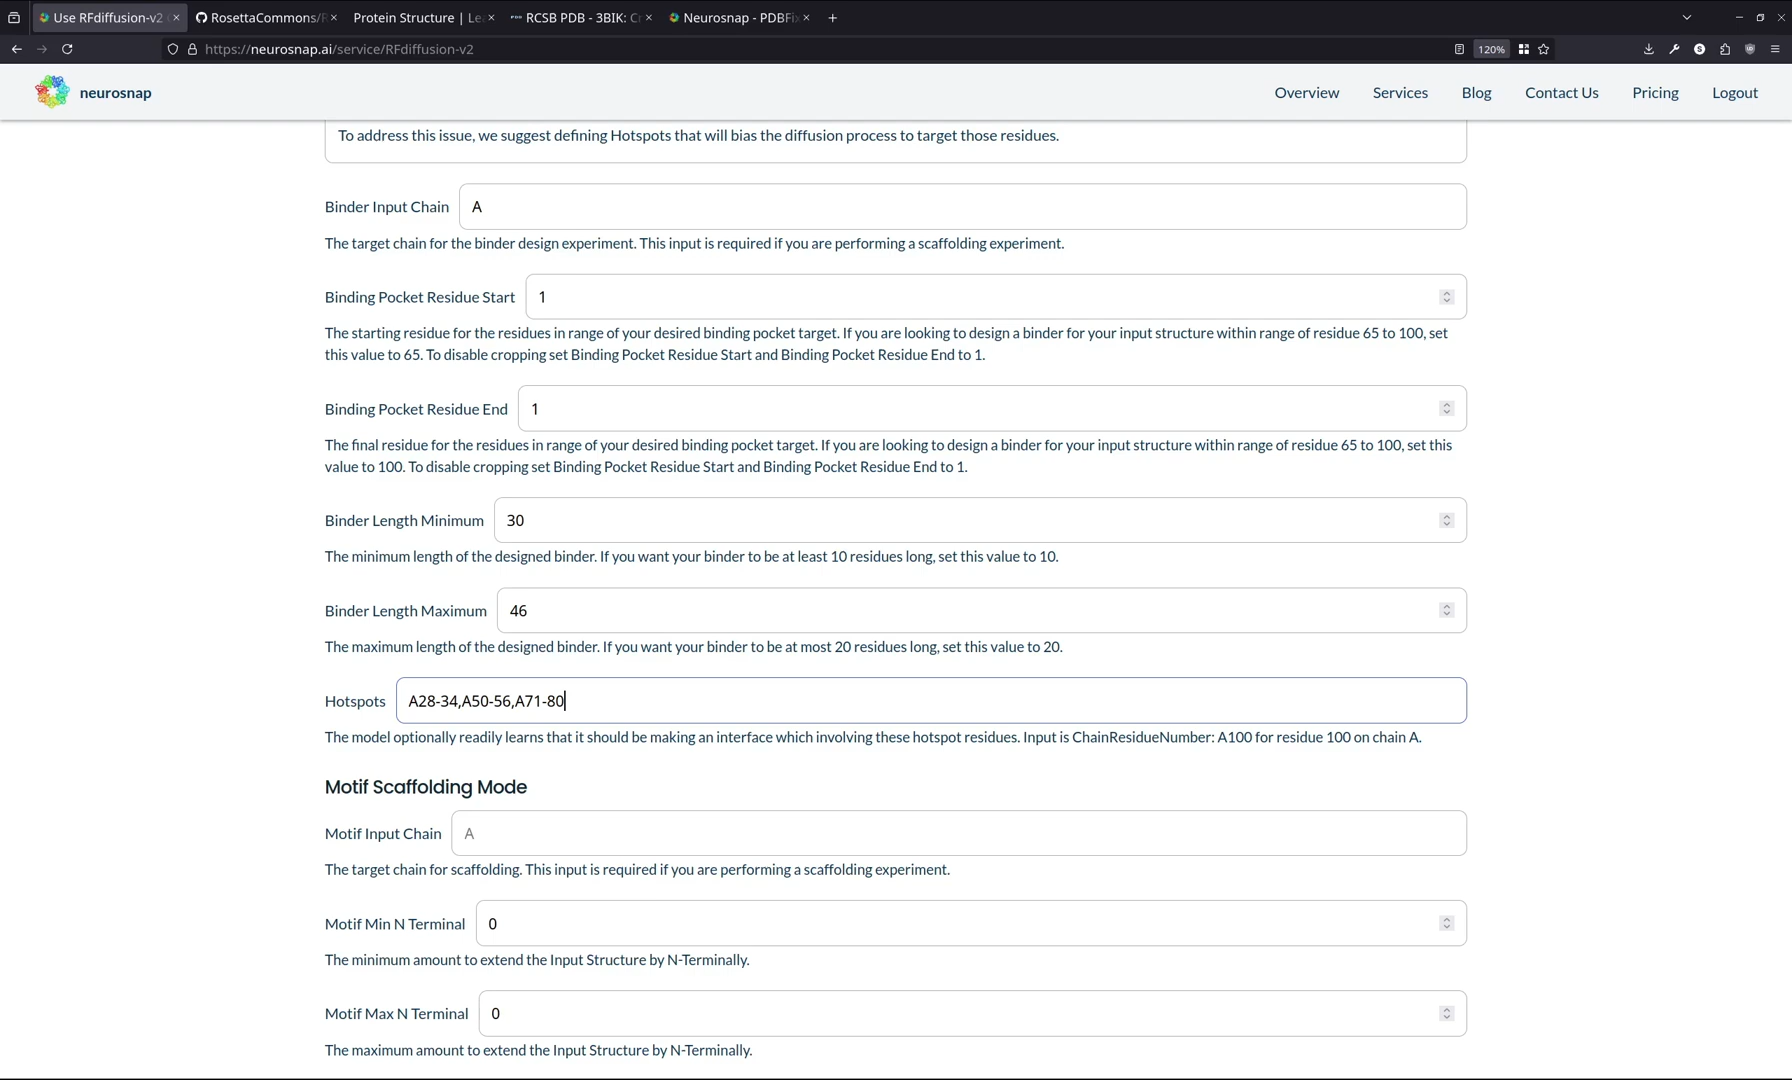 Use RFdiffusion-v2
RosettaCommons/R
Protein Structure | Le
RCSB PDB - 3BIK: Cr
Neurosnap - PDBFix
https://neurosnap.ai/service/RFdiffusion-v2
120%
neurosnap
Overview
Services
Blog
Contact Us
Pricing
Logout
To address this issue, we suggest defining Hotspots that will bias the diffusion process to target those residues.
Binder Input Chain A
The target chain for the binder design experiment. This input is required if you are performing a scaffolding experiment.
Binding Pocket Residue Start 1
The starting residue for the residues in range of your desired binding pocket target. If you are looking to design a binder for your input structure within range of residue 65 to 100, set
this value to 65. To disable cropping set Binding Pocket Residue Start and Binding Pocket Residue End to 1.
Binding Pocket Residue End 1
The final residue for the residues in range of your desired binding pocket target. If you are looking to design a binder for your input structure within range of residue 65 to 100, set this
value to 100. To disable cropping set Binding Pocket Residue Start and Binding Pocket Residue End to 1.
Binder Length Minimum 30
The minimum length of the designed binder. If you want your binder to be at least 10 residues long, set this value to 10.
Binder Length Maximum 46
The maximum length of the designed binder. If you want your binder to be at most 20 residues long, set this value to 20.
Hotspots A28-34,A50-56,A71-80
The model optionally readily learns that it should be making an interface which involving these hotspot residues. Input is ChainResidueNumber: A100 for residue 100 on chain A.
Motif Scaffolding Mode
Motif Input Chain A
The target chain for scaffolding. This input is required if you are performing a scaffolding experiment.
Motif Min N Terminal 0
The minimum amount to extend the Input Structure by N-Terminally.
Motif Max N Terminal 0
The maximum amount to extend the Input Structure by N-Terminally.